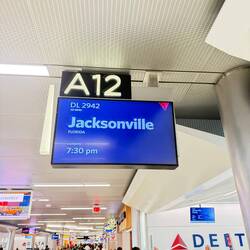 A12
DL 2942
Jacksonville
FLORIDA
7:30 pm
DELT